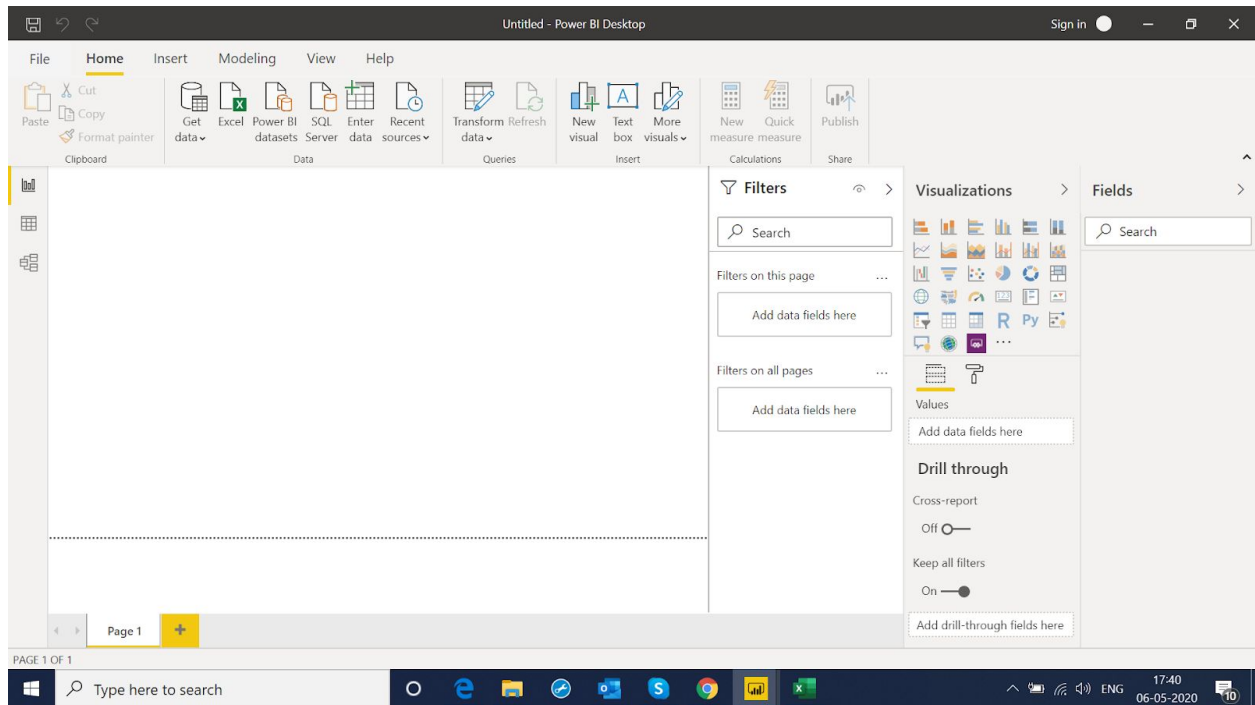 Untitled - Power BI Desktop
Sign in
File Home Insert Modeling View Help
Paste
Cut
Copy
Format painter
Clipboard
Get data
Excel
Power BI datasets
SQL Server
Enter data
Recent sources
Data
Transform data
Refresh
Queries
New visual
Text box
More visuals
Insert
New measure
Quick measure
Calculations
Publish
Share
Filters
Search
Filters on this page ...
Add data fields here
Filters on all pages ...
Add data fields here
Visualizations
R Py
...
Values
Add data fields here
Drill through
Cross-report
Off
Keep all filters
On
Add drill-through fields here
Fields
Search
Page 1 +
PAGE 1 OF 1
Type here to search
ENG
17:40
06-05-2020
10